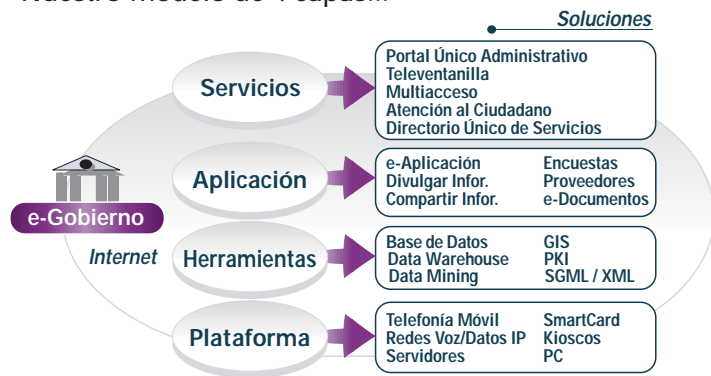 Nuestro modelo de 4 capas...
Soluciones
Servicios
Portal Único Administrativo
Televentanilla
Multiacceso
Atención al Ciudadano
Directorio Único de Servicios
Aplicación
e-Aplicación Encuestas
Divulgar Infor. Proveedores
Compartir Infor. e-Documentos
e-Gobierno
Internet
Herramientas
Base de Datos GIS
Data Warehouse PKI
Data Mining SGML / XML
Plataforma
Telefonía Móvil SmartCard
Redes Voz/Datos IP Kioscos
Servidores PC